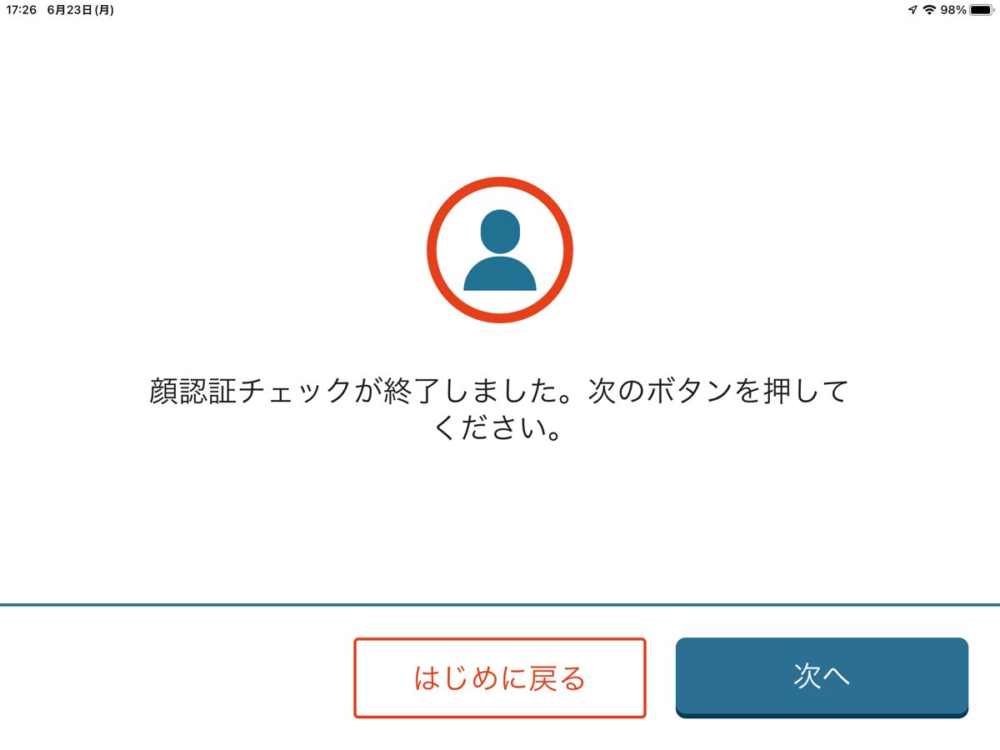 17:26 6月23日(月) 98%
顔認証チェックが終了しました。次のボタンを押して
ください。
はじめに戻る
次へ